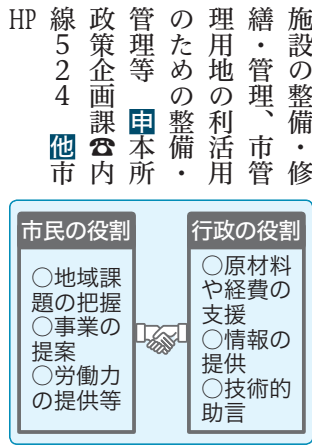 施設の整備・修
繕・管理、市管
理用地の利活用
のための整備・
管理等 申本所
政策企画課☎内
線524 他市
HP
市民の役割
○地域課
題の把握
○事業の
提案
○労働力
の提供等
行政の役割
○原材料
や経費の
支援
○情報の
提供
○技術的
助言